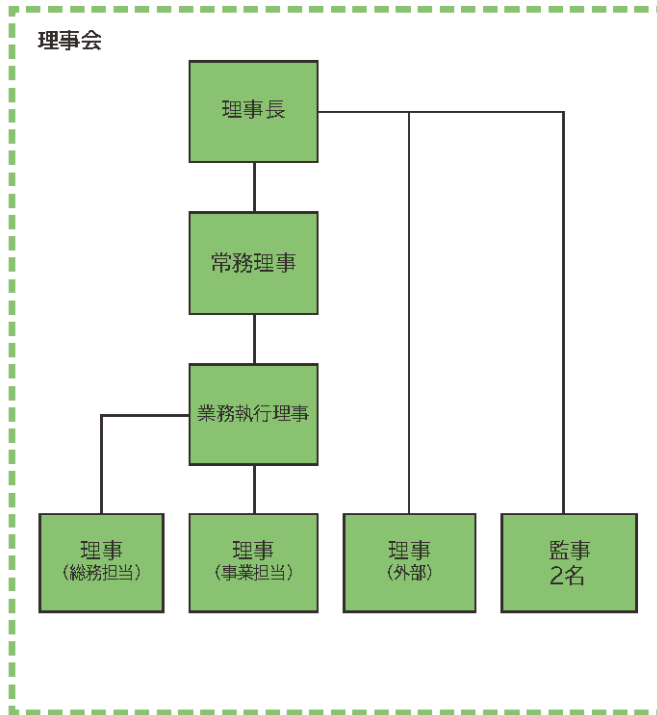 理事会
理事長
常務理事
業務執行理事
理事
(総務担当)
理事
(事業担当)
理事
(外部)
監事
2名